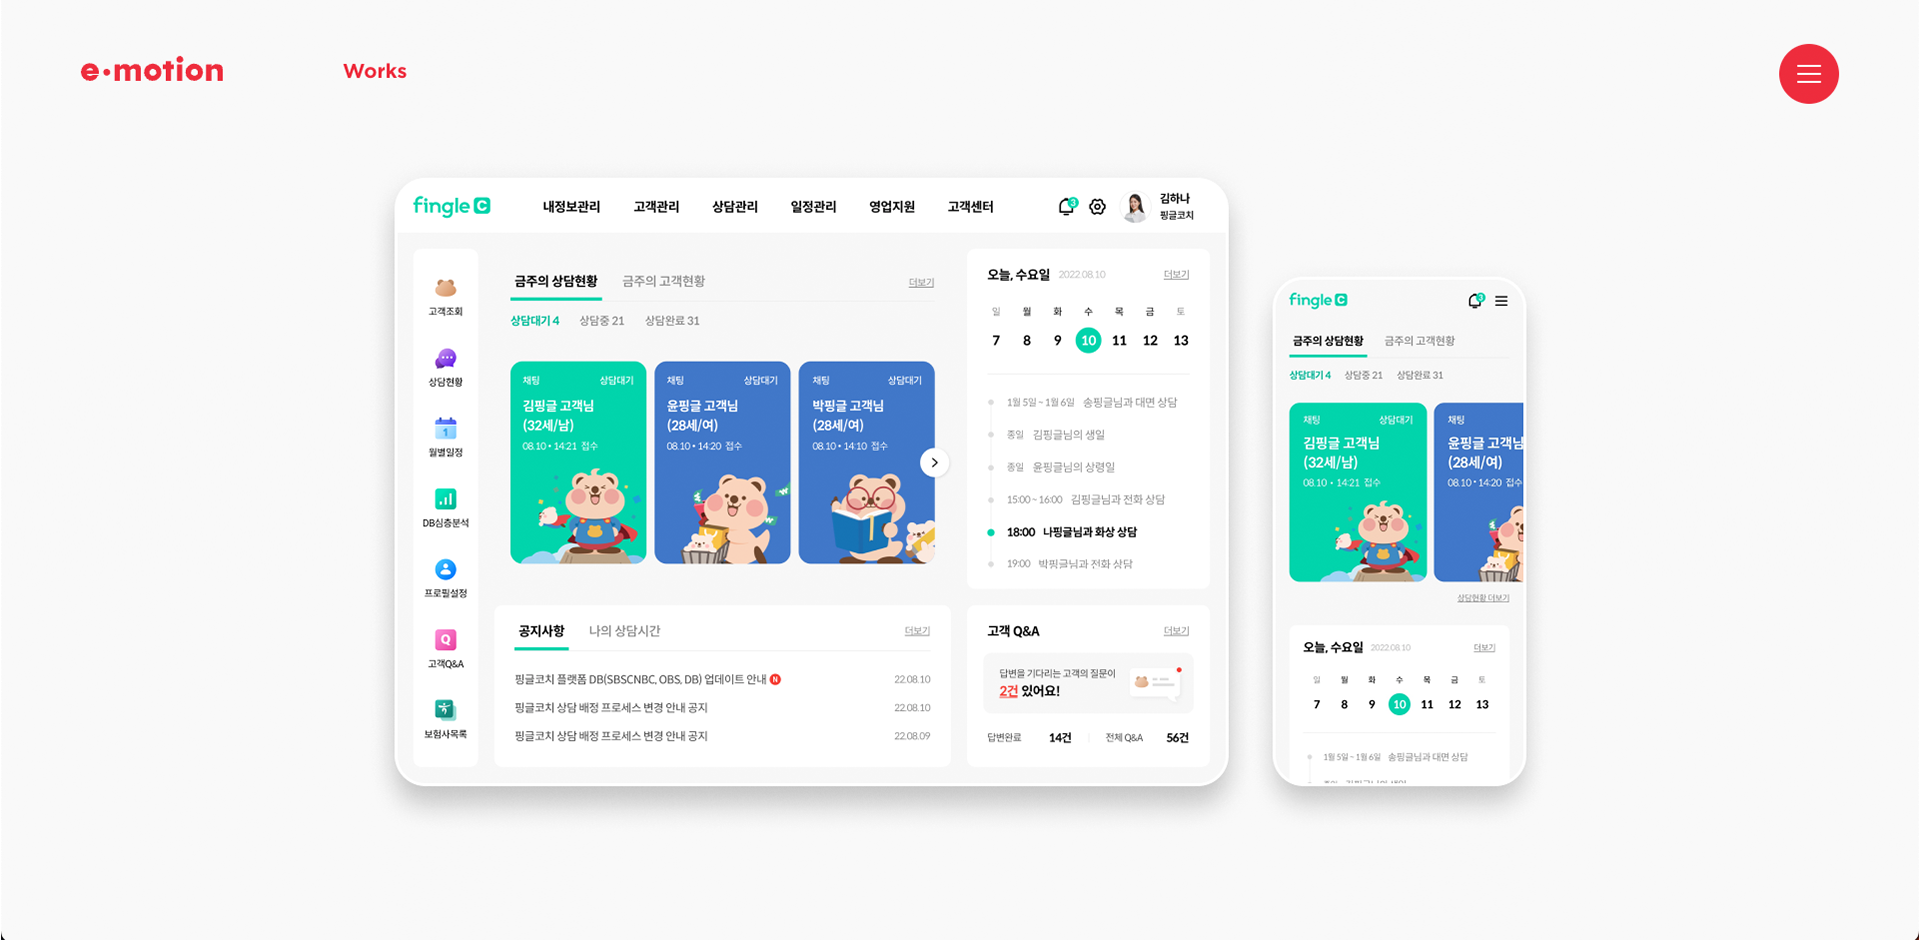 e·motion
Works
fingle C
내정보관리
고객관리
상담관리
일정관리
영업지원
고객센터
3
김하나
핑글코치
고객조회
상담현황
1
월별일정
DB심층분석
프로필설정
Q
고객Q&A
보험사목록
금주의 상담현황
금주의 고객현황
더보기
상담대기 4
상담중 21
상담완료 31
채팅 상담대기
김핑글 고객님
(32세/남)
08.10 • 14:21 접수
채팅 상담대기
윤핑글 고객님
(28세/여)
08.10 • 14:20 접수
채팅 상담대기
박핑글 고객님
(28세/여)
08.10 • 14:10 접수
공지사항
나의 상담시간
더보기
핑글코치 플랫폼 DB(SBSCNBC, OBS, DB) 업데이트 안내 N 22.08.10
핑글코치 상담 배정 프로세스 변경 안내 공지 22.08.10
핑글코치 상담 배정 프로세스 변경 안내 공지 22.08.09
오늘, 수요일 2022.08.10 더보기
일 월 화 수 목 금 토
7 8 9 10 11 12 13
1월 5일 ~ 1월 6일 송핑글님과 대면 상담
종일 김핑글님의 생일
종일 윤핑글님의 상령일
15:00 ~ 16:00 김핑글님과 전화 상담
18:00 나핑글님과 화상 상담
19:00 박핑글님과 전화 상담
고객 Q&A 더보기
답변을 기다리는 고객의 질문이
2건 있어요!
답변완료 14건 전체 Q&A 56건
fingle C
3
금주의 상담현황
금주의 고객현황
상담대기 4 상담중 21 상담완료 31
채팅 상담대기
김핑글 고객님
(32세/남)
08.10 • 14:21 접수
채팅
윤핑글 고객님
(28세/여)
08.10 • 14:20 접수
상담현황 더보기
오늘, 수요일 2022.08.10 더보기
일 월 화 수 목 금 토
7 8 9 10 11 12 13
1월 5일 ~ 1월 6일 송핑글님과 대면 상담